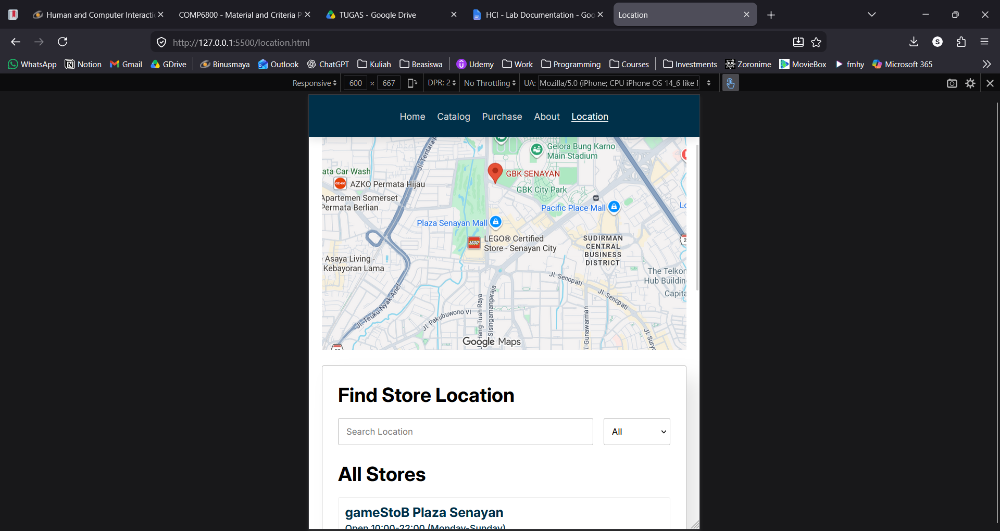 Human and Computer Interacti
COMP6800 - Material and Criteria P
TUGAS - Google Drive
HCI - Lab Documentation - Goo
Location
http://127.0.0.1:5500/location.html
S
WhatsApp
Notion
Gmail
GDrive
Binusmaya
Outlook
ChatGPT
Kuliah
Beasiswa
Udemy
Work
Programming
Courses
Investments
Zoronime
MovieBox
fmhy
Microsoft 365
Responsive
600 × 667
DPR: 2
No Throttling
UA: Mozilla/5.0 (iPhone; CPU iPhone OS 14_6 like
Home
Catalog
Purchase
About
Location
Jl. Tentara
Gelora Bung Karno
Main Stadium
ata Car Wash
GBK SENAYAN
AZKO Permata Hijau
GBK City Park
Apartemen Somerset
Permata Berlian
Pacific Place Mall
Plaza Senayan Mall
LEGO
LEGO® Certified
Store - Senayan City
SUDIRMAN
CENTRAL
BUSINESS
DISTRICT
Asaya Living -
Kebayoran Lama
The Telkom
Hub Buildin
Capita
Jl. Senopati
Jl. Senopati
Jl. Teuku Nyak Arief
Jl. Pakubuwono VI
Hang Tuah Raya
Sisingamangaraja
Jl. Gunawarman
Jl. Sury
Google Maps
Find Store Location
Search Location
All
All Stores
gameStoB Plaza Senayan
Open 10:00-22:00 (Monday-Sunday)